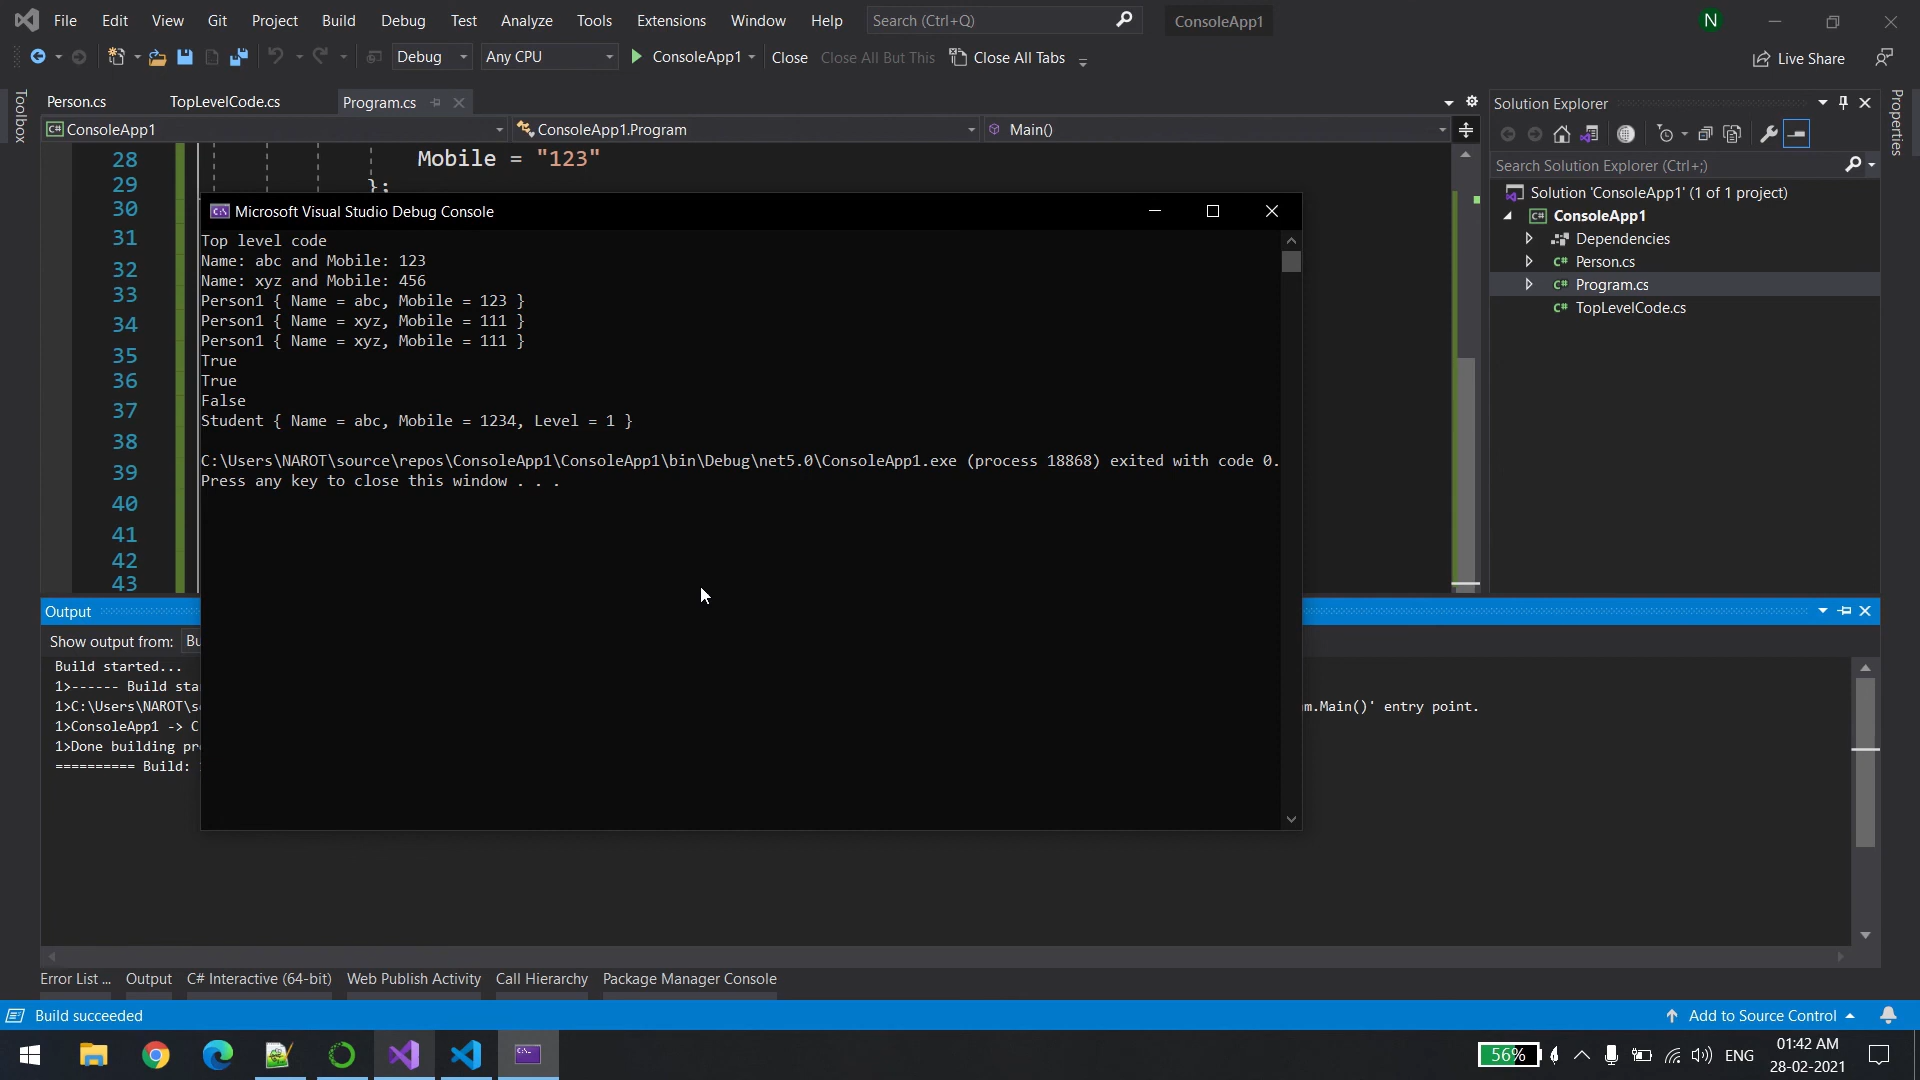 File Edit View Git Project Build Debug Test Analyze Tools Extensions Window Help Search (Ctrl+Q) ConsoleApp1 N
Debug Any CPU ConsoleApp1 Close Close All But This Close All Tabs Live Share
Toolbox
Person.cs TopLevelCode.cs Program.cs
C# ConsoleApp1 ConsoleApp1.Program Main()
28 Mobile = "123"
29 };
30
31
32
33
34
35
36
37
38
39
40
41
42
43
Microsoft Visual Studio Debug Console
Top level code
Name: abc and Mobile: 123
Name: xyz and Mobile: 456
Person1 { Name = abc, Mobile = 123 }
Person1 { Name = xyz, Mobile = 111 }
Person1 { Name = xyz, Mobile = 111 }
True
True
False
Student { Name = abc, Mobile = 1234, Level = 1 }
C:\Users\NAROT\source\repos\ConsoleApp1\ConsoleApp1\bin\Debug\net5.0\ConsoleApp1.exe (process 18868) exited with code 0.
Press any key to close this window . . .
Solution Explorer
Search Solution Explorer (Ctrl+;)
Solution 'ConsoleApp1' (1 of 1 project)
C# ConsoleApp1
Dependencies
C# Person.cs
C# Program.cs
C# TopLevelCode.cs
Properties
Output
Show output from:
Build started...
1>------ Build
1>C:\Users\NAROT\ m.Main()' entry point.
1>ConsoleApp1 -> C
1>Done building
========== Build:
Error List ... Output C# Interactive (64-bit) Web Publish Activity Call Hierarchy Package Manager Console
Build succeeded Add to Source Control
56% ENG 01:42 AM
28-02-2021